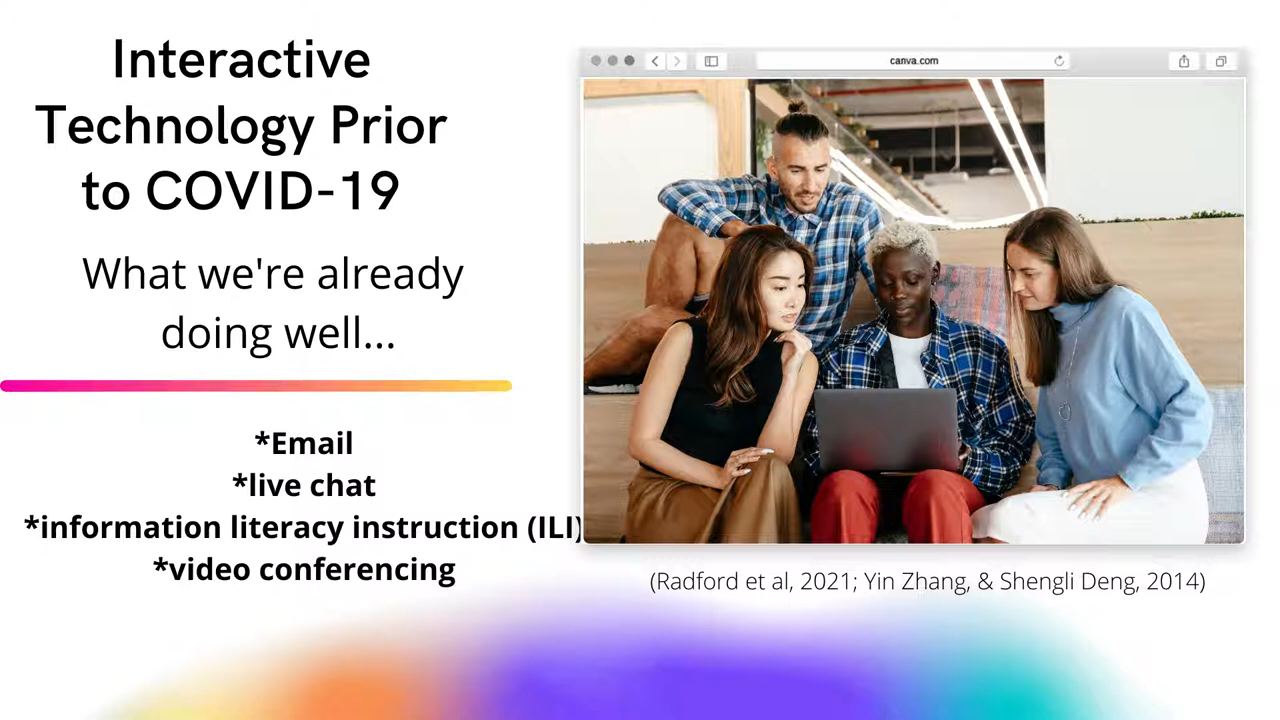 Interactive
Technology Prior
to COVID-19
What we're already
doing well...
*Email
*live chat
*information literacy instruction (ILI)
*video conferencing
canva.com
(Radford et al, 2021; Yin Zhang, & Shengli Deng, 2014)